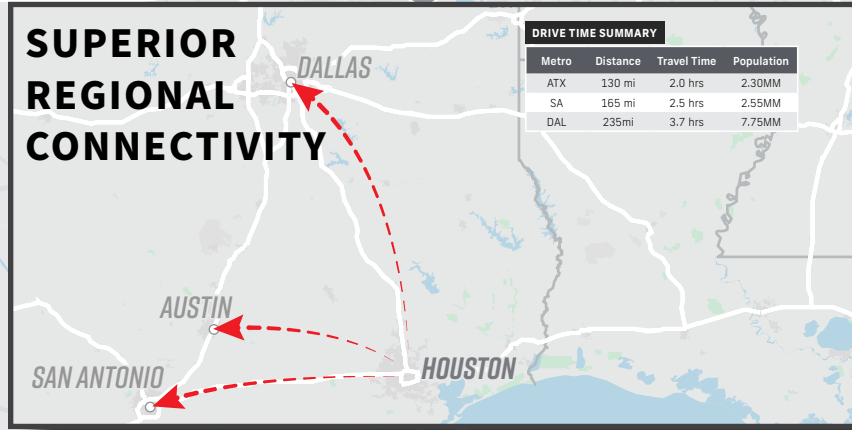 SUPERIOR
REGIONAL
CONNECTIVITY
DALLAS
DRIVE TIME SUMMARY
Metro Distance Travel Time Population
ATX 130 mi 2.0 hrs 2.30MM
SA 165 mi 2.5 hrs 2.55MM
DAL 235mi 3.7 hrs 7.75MM
AUSTIN
HOUSTON
SAN ANTONIO